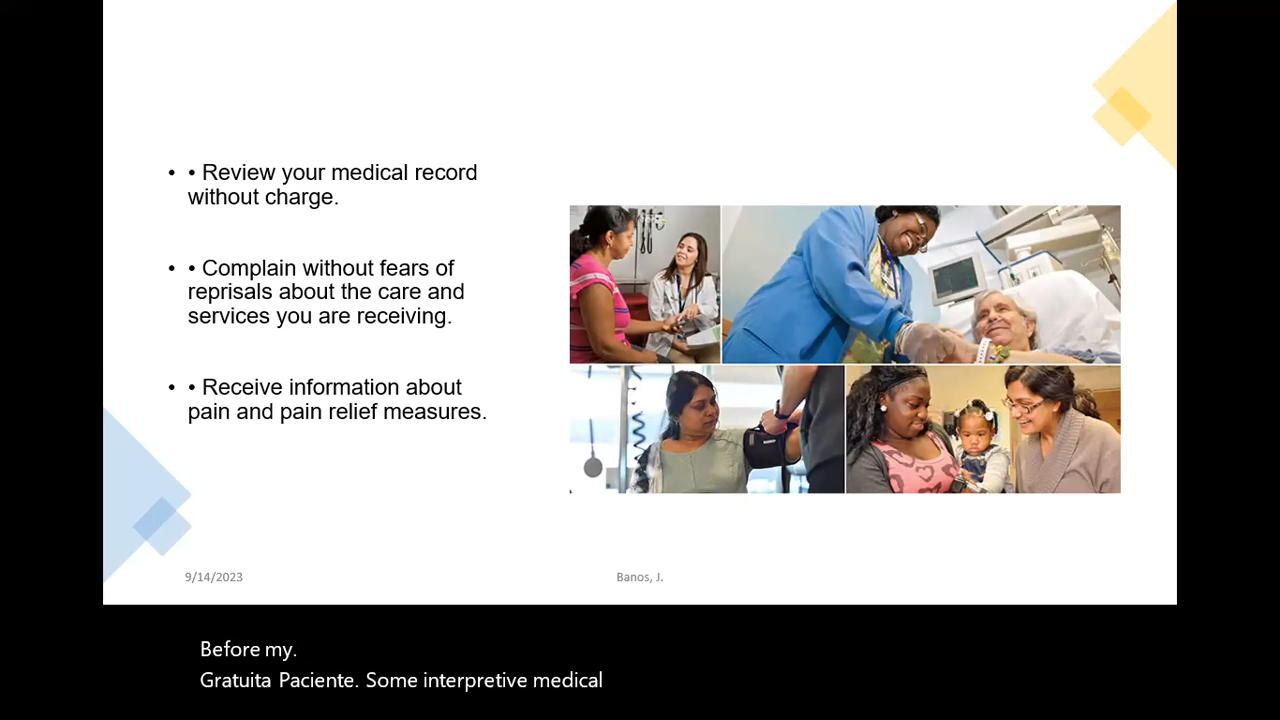 • • Review your medical record
without charge.
• • Complain without fears of
reprisals about the care and
services you are receiving.
• • Receive information about
pain and pain relief measures.
9/14/2023
Banos, J.
Before my.
Gratuita Paciente. Some interpretive medical